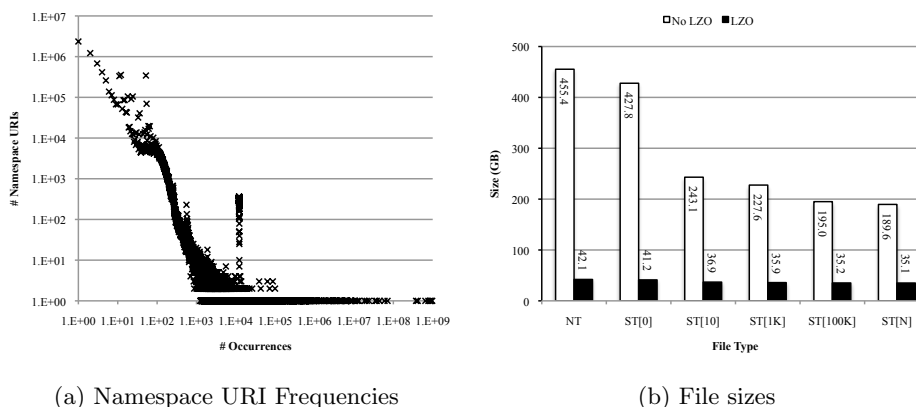 1.E+07
1.E+06
1.E+05
1.E+04
1.E+03
1.E+02
1.E+01
1.E+00
# Namespace URIs
1.E+00 1.E+01 1.E+02 1.E+03 1.E+04 1.E+05 1.E+06 1.E+07 1.E+08 1.E+09
# Occurrences
(a) Namespace URI Frequencies
No LZO LZO
500
400
300
200
100
0
Size (GB)
455.4 42.1 427.8 41.2 243.1 36.9 227.6 35.9 195.0 35.2 189.6 35.1
NT ST[0] ST[10] ST[1K] ST[100K] ST[N]
File Type
(b) File sizes